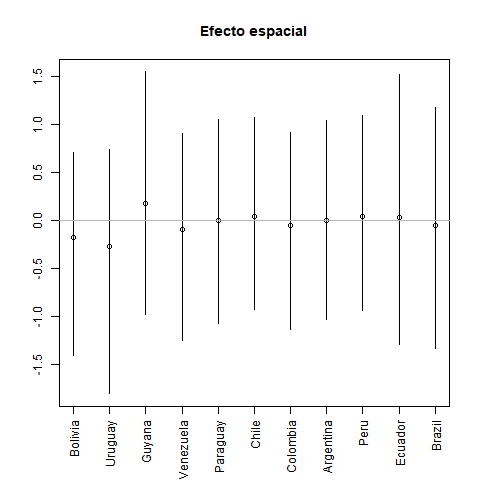 Efecto espacial
1.5
1.0
0.5
0.0
-0.5
-1.0
-1.5
Bolivia
Uruguay
Guyana
Venezuela
Paraguay
Chile
Colombia
Argentina
Peru
Ecuador
Brazil